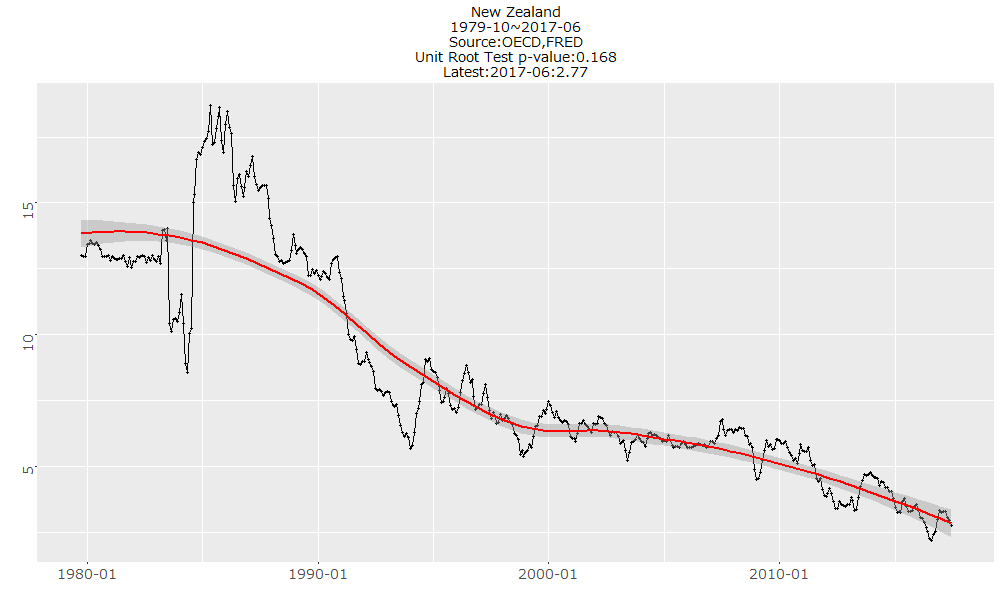 New Zealand
1979-10~2017-06
Source:OECD,FRED
Unit Root Test p-value:0.168
Latest:2017-06:2.77
15
10
5
1980-01 1990-01 2000-01 2010-01